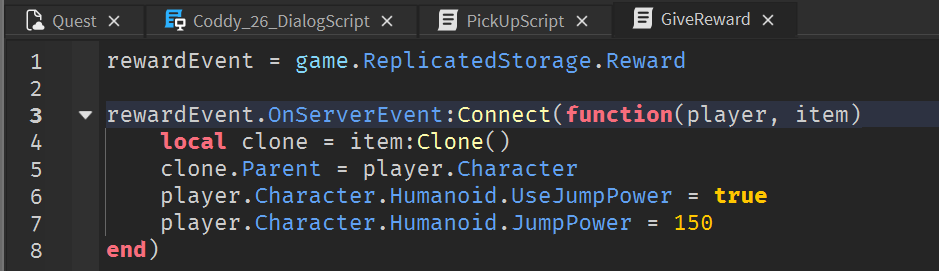 Quest × Coddy_26_DialogScript × PickUpScript × GiveReward ×
1 rewardEvent = game.ReplicatedStorage.Reward
2
3 rewardEvent.OnServerEvent:Connect(function(player, item)
4     local clone = item:Clone()
5     clone.Parent = player.Character
6     player.Character.Humanoid.UseJumpPower = true
7     player.Character.Humanoid.JumpPower = 150
8 end)